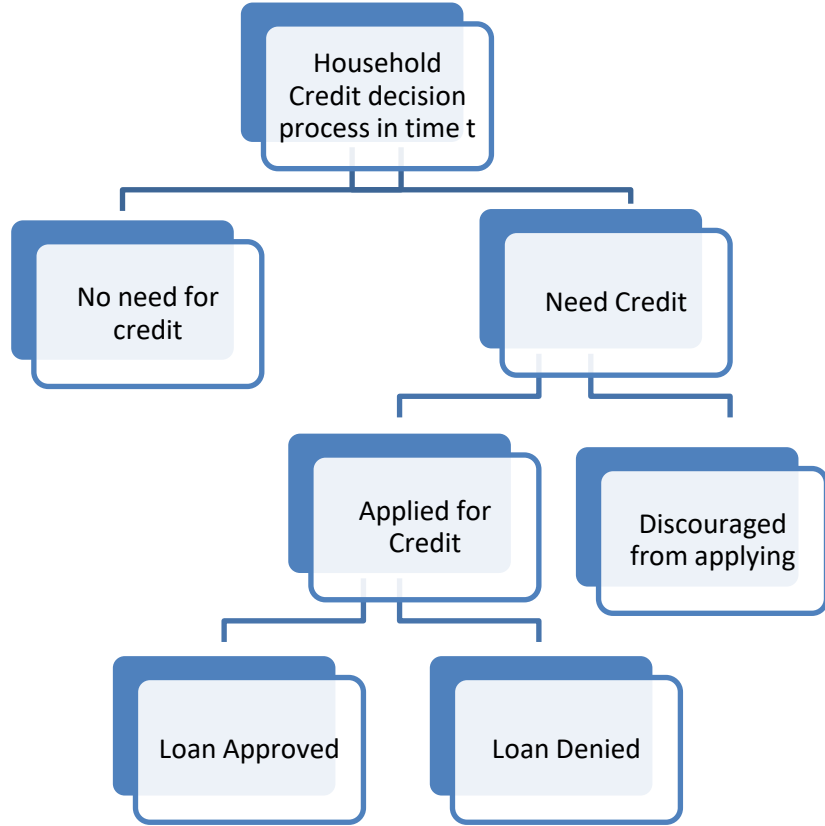 Household
Credit decision
process in time t
No need for
credit
Need Credit
Applied for
Credit
Discouraged
from applying
Loan Approved
Loan Denied